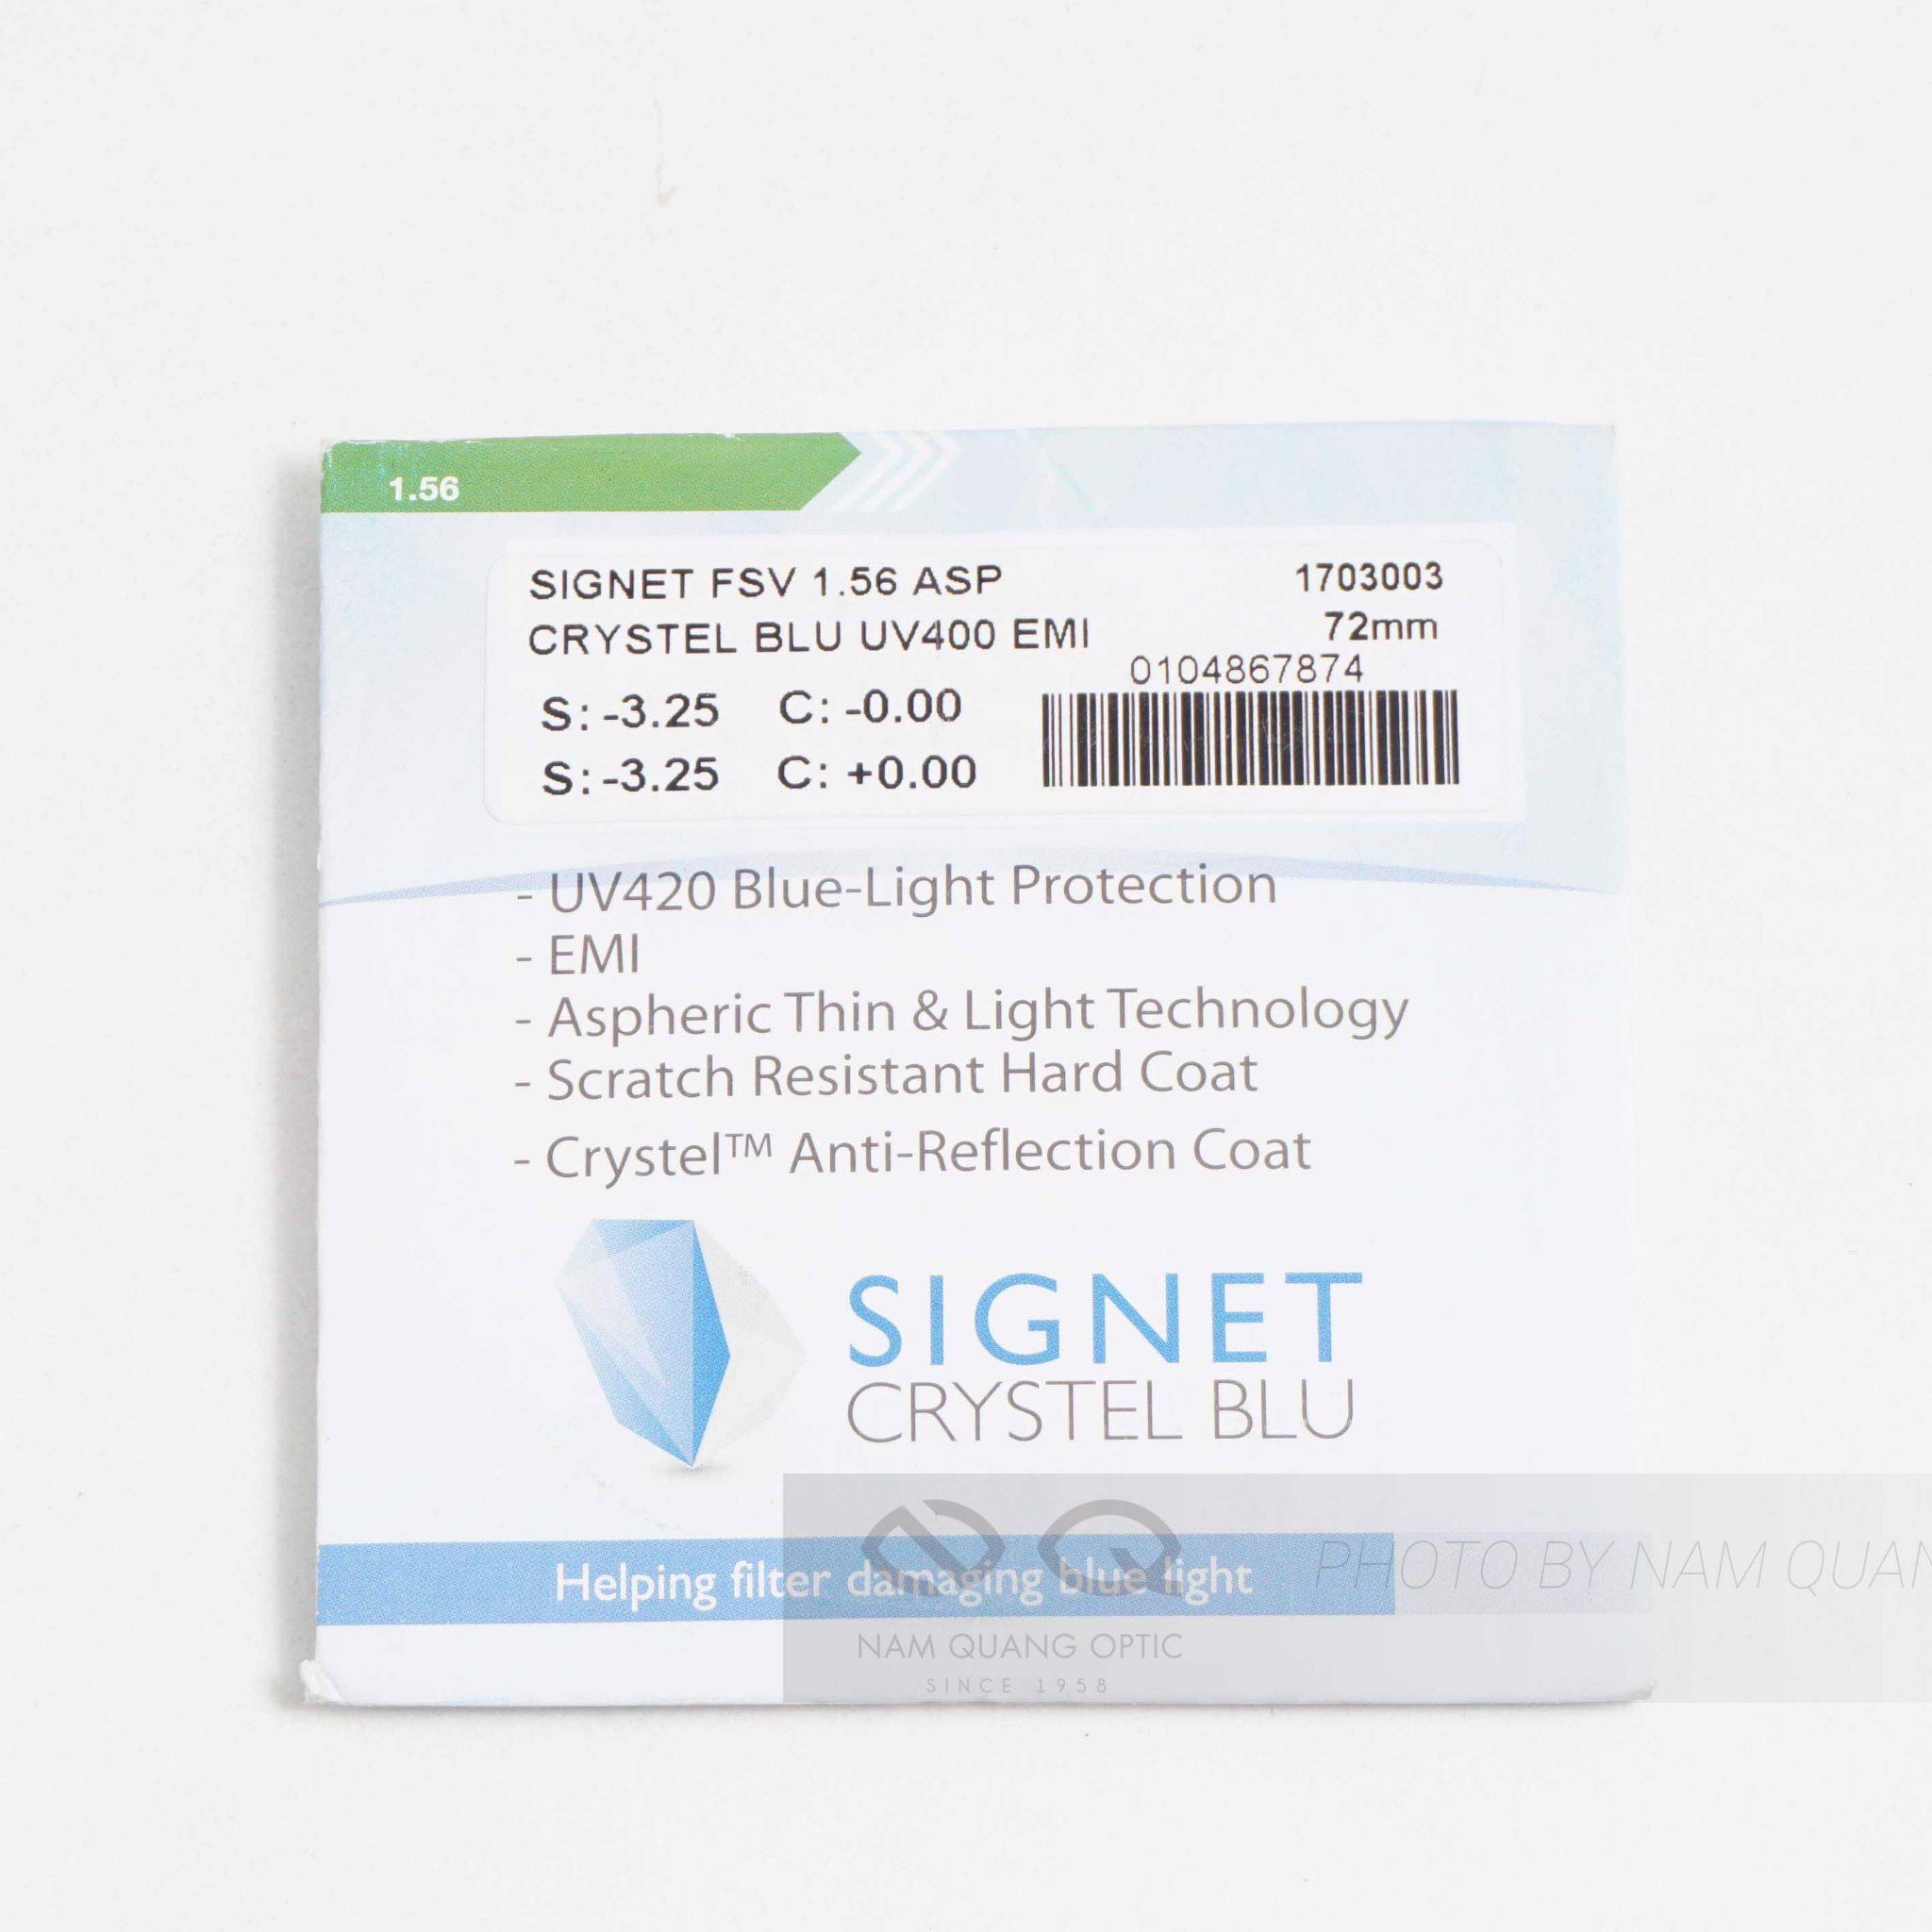 1.56
SIGNET FSV 1.56 ASP 1703003
CRYSTEL BLU UV400 EMI 72mm
0104867874
S: -3.25 C: -0.00
S: -3.25 C: +0.00
- UV420 Blue-Light Protection
- EMI
- Aspheric Thin & Light Technology
- Scratch Resistant Hard Coat
- Crystel™ Anti-Reflection Coat
SIGNET
CRYSTEL BLU
Helping filter damaging blue light
PHOTO BY NAM QUAN
NAM QUANG OPTIC
SINCE 1958